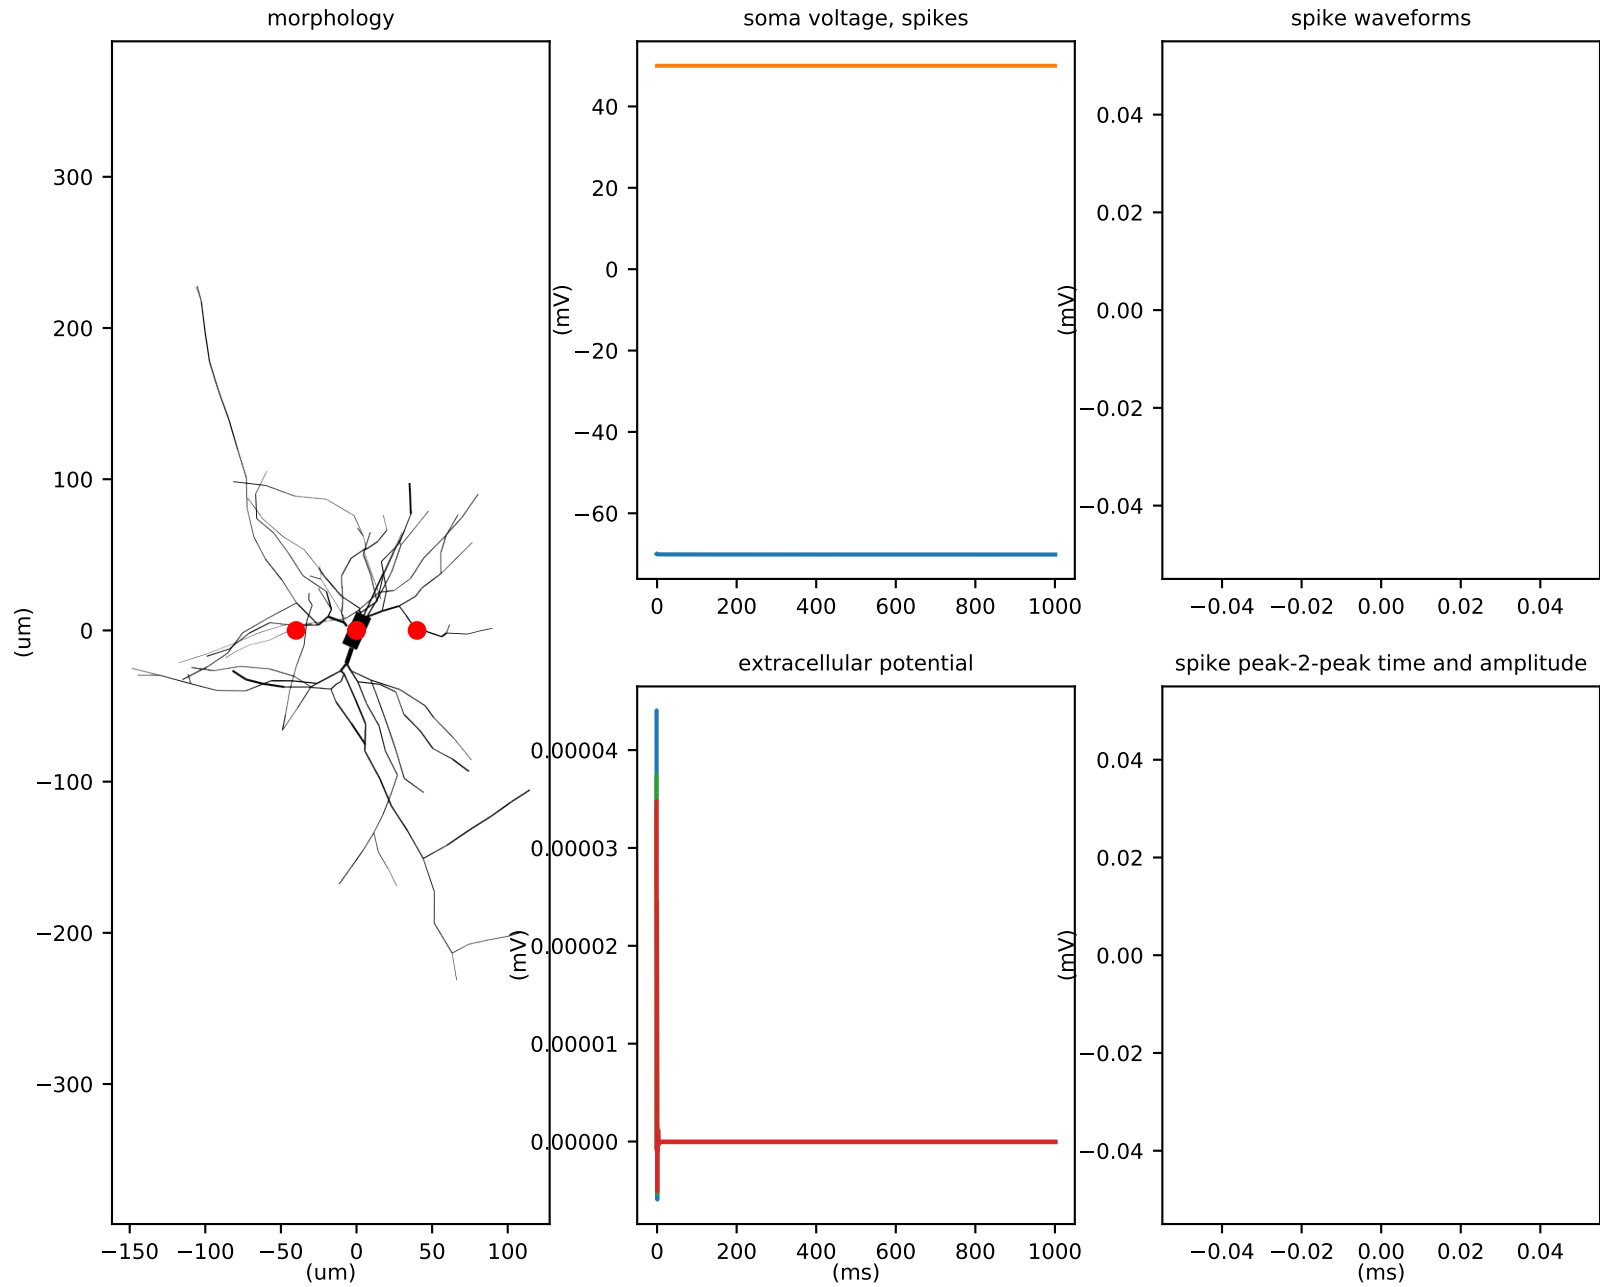 morphology
300
200
100
0
−100
−200
−300
(um)
−150 −100 −50 0 50 100
(um)
soma voltage, spikes
40
20
0
−20
−40
−60
(mV)
0 200 400 600 800 1000
spike waveforms
0.04
0.02
0.00
−0.02
−0.04
(mV)
−0.04 −0.02 0.00 0.02 0.04
extracellular potential
0.00004
0.00003
0.00002
0.00001
0.00000
(mV)
0 200 400 600 800 1000
(ms)
spike peak-2-peak time and amplitude
0.04
0.02
0.00
−0.02
−0.04
(mV)
−0.04 −0.02 0.00 0.02 0.04
(ms)